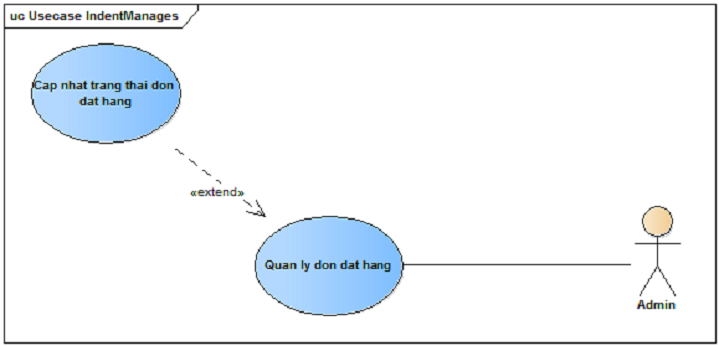 uc Usecase IndentManages
Cap nhat trang thai don
dat hang
«extend»
Quan ly don dat hang
Admin